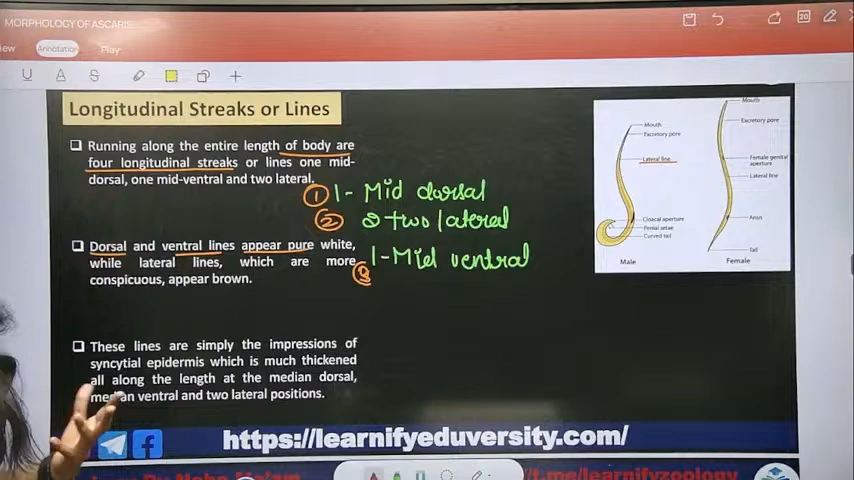 MORPHOLOGY OF ASCARIS
Annotation
Play
20
Longitudinal Streaks or Lines
Running along the entire length of body are
four longitudinal streaks or lines one mid-
dorsal, one mid-ventral and two lateral.
① 1- Mid dorsal
② 2 two lateral
1-Mid ventral
Dorsal and ventral lines appear pure white,
while lateral lines, which are more
conspicuous, appear brown.
These lines are simply the impressions of
syncytial epidermis which is much thickened
all along the length at the median dorsal,
median ventral and two lateral positions.
Mouth
Excretory pore
Lateral line
Cloacal aperture
Penial setae
Curved tail
Male
Mouth
Excretory pore
Female genital
aperture
Lateral line
Anus
Tail
Female
https://learnifyeduversity.com/
/t.me/learnifyzoology